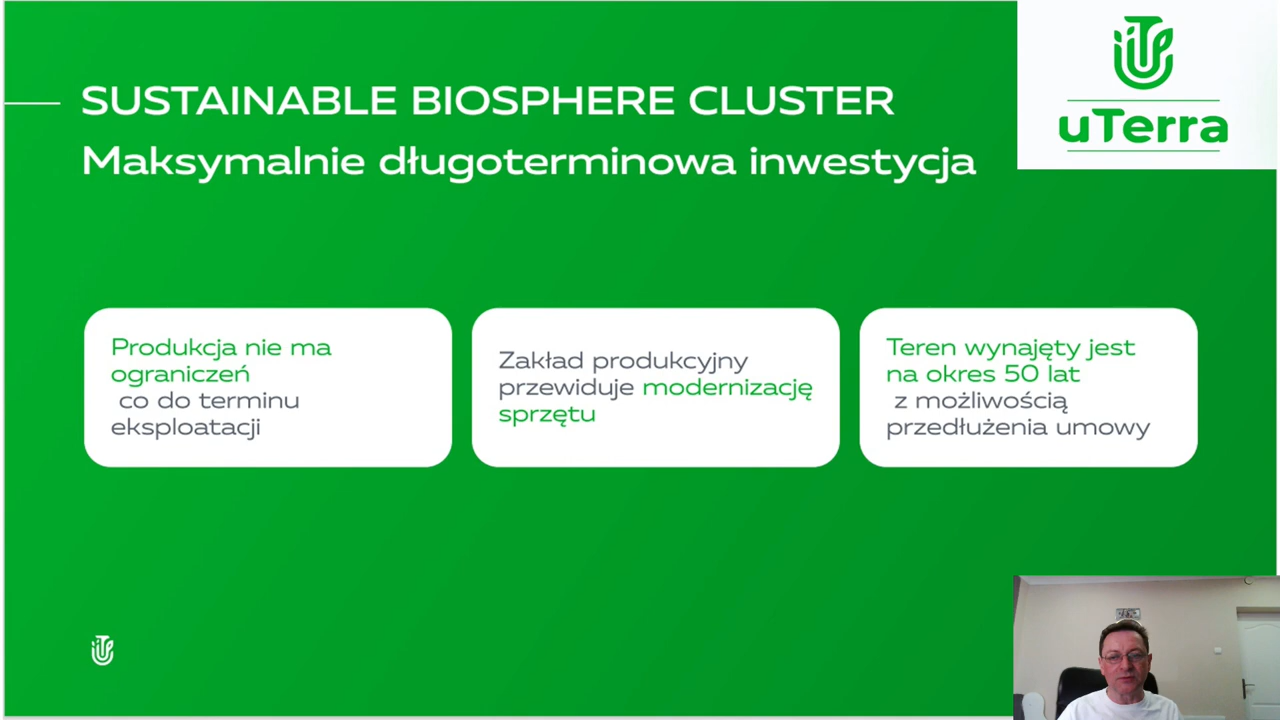 SUSTAINABLE BIOSPHERE CLUSTER
Maksymalnie długoterminowa inwestycja
uTerra
Produkcja nie ma
ograniczeń
co do terminu
eksploatacji
Zakład produkcyjny
przewiduje modernizację
sprzętu
Teren wynajęty jest
na okres 50 lat
z możliwością
przedłużenia umowy